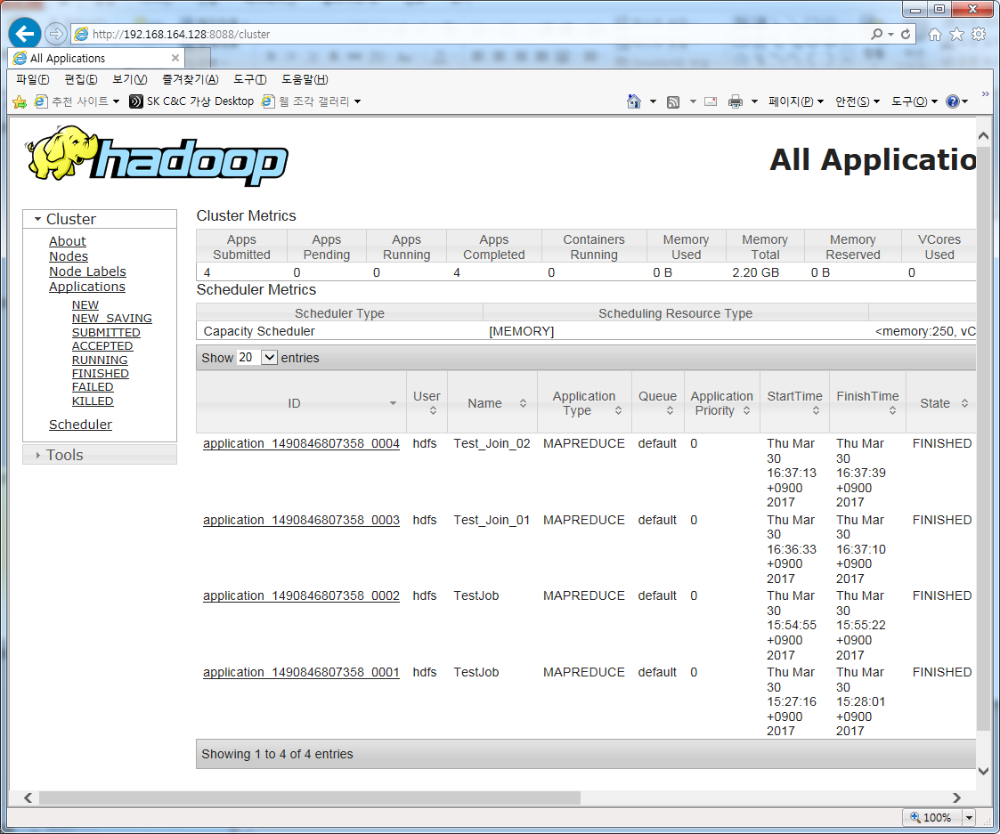 http://192.168.164.128:8088/cluster
All Applications
파일(F) 편집(E) 보기(V) 즐겨찾기(A) 도구(T) 도움말(H)
추천 사이트 SK C&C 가상 Desktop 웹 조각 갤러리 페이지(P) 안전(S) 도구(O)
hadoop
All Applicatio
Cluster
About
Nodes
Node Labels
Applications
NEW
NEW_SAVING
SUBMITTED
ACCEPTED
RUNNING
FINISHED
FAILED
KILLED
Scheduler
Tools
Cluster Metrics
Apps Submitted Apps Pending Apps Running Apps Completed Containers Running Memory Used Memory Total Memory Reserved VCores Used
4 0 0 4 0 0 B 2.20 GB 0 B 0
Scheduler Metrics
Scheduler Type Scheduling Resource Type
Capacity Scheduler [MEMORY] <memory:250, vC
Show 20 entries
ID User Name Application Type Queue Application Priority StartTime FinishTime State
application_1490846807358_0004 hdfs Test_Join_02 MAPREDUCE default 0 Thu Mar 30 16:37:13 +0900 2017 Thu Mar 30 16:37:39 +0900 2017 FINISHED
application_1490846807358_0003 hdfs Test_Join_01 MAPREDUCE default 0 Thu Mar 30 16:36:33 +0900 2017 Thu Mar 30 16:37:10 +0900 2017 FINISHED
application_1490846807358_0002 hdfs TestJob MAPREDUCE default 0 Thu Mar 30 15:54:55 +0900 2017 Thu Mar 30 15:55:22 +0900 2017 FINISHED
application_1490846807358_0001 hdfs TestJob MAPREDUCE default 0 Thu Mar 30 15:27:16 +0900 2017 Thu Mar 30 15:28:01 +0900 2017 FINISHED
Showing 1 to 4 of 4 entries
100%